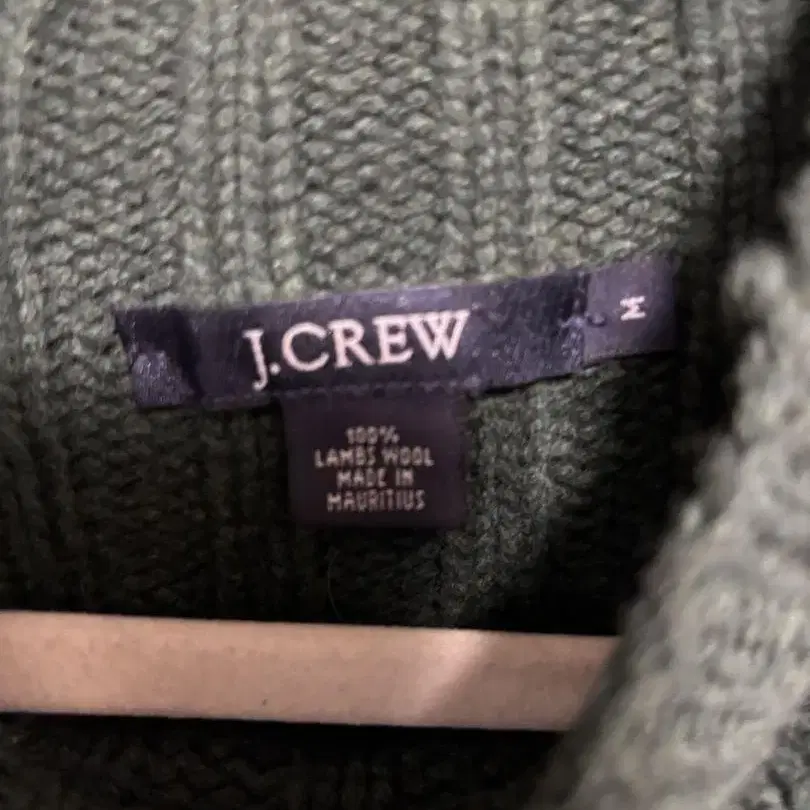 J.CREW
M
100%
LAMBS WOOL
MADE IN
MAURITIUS